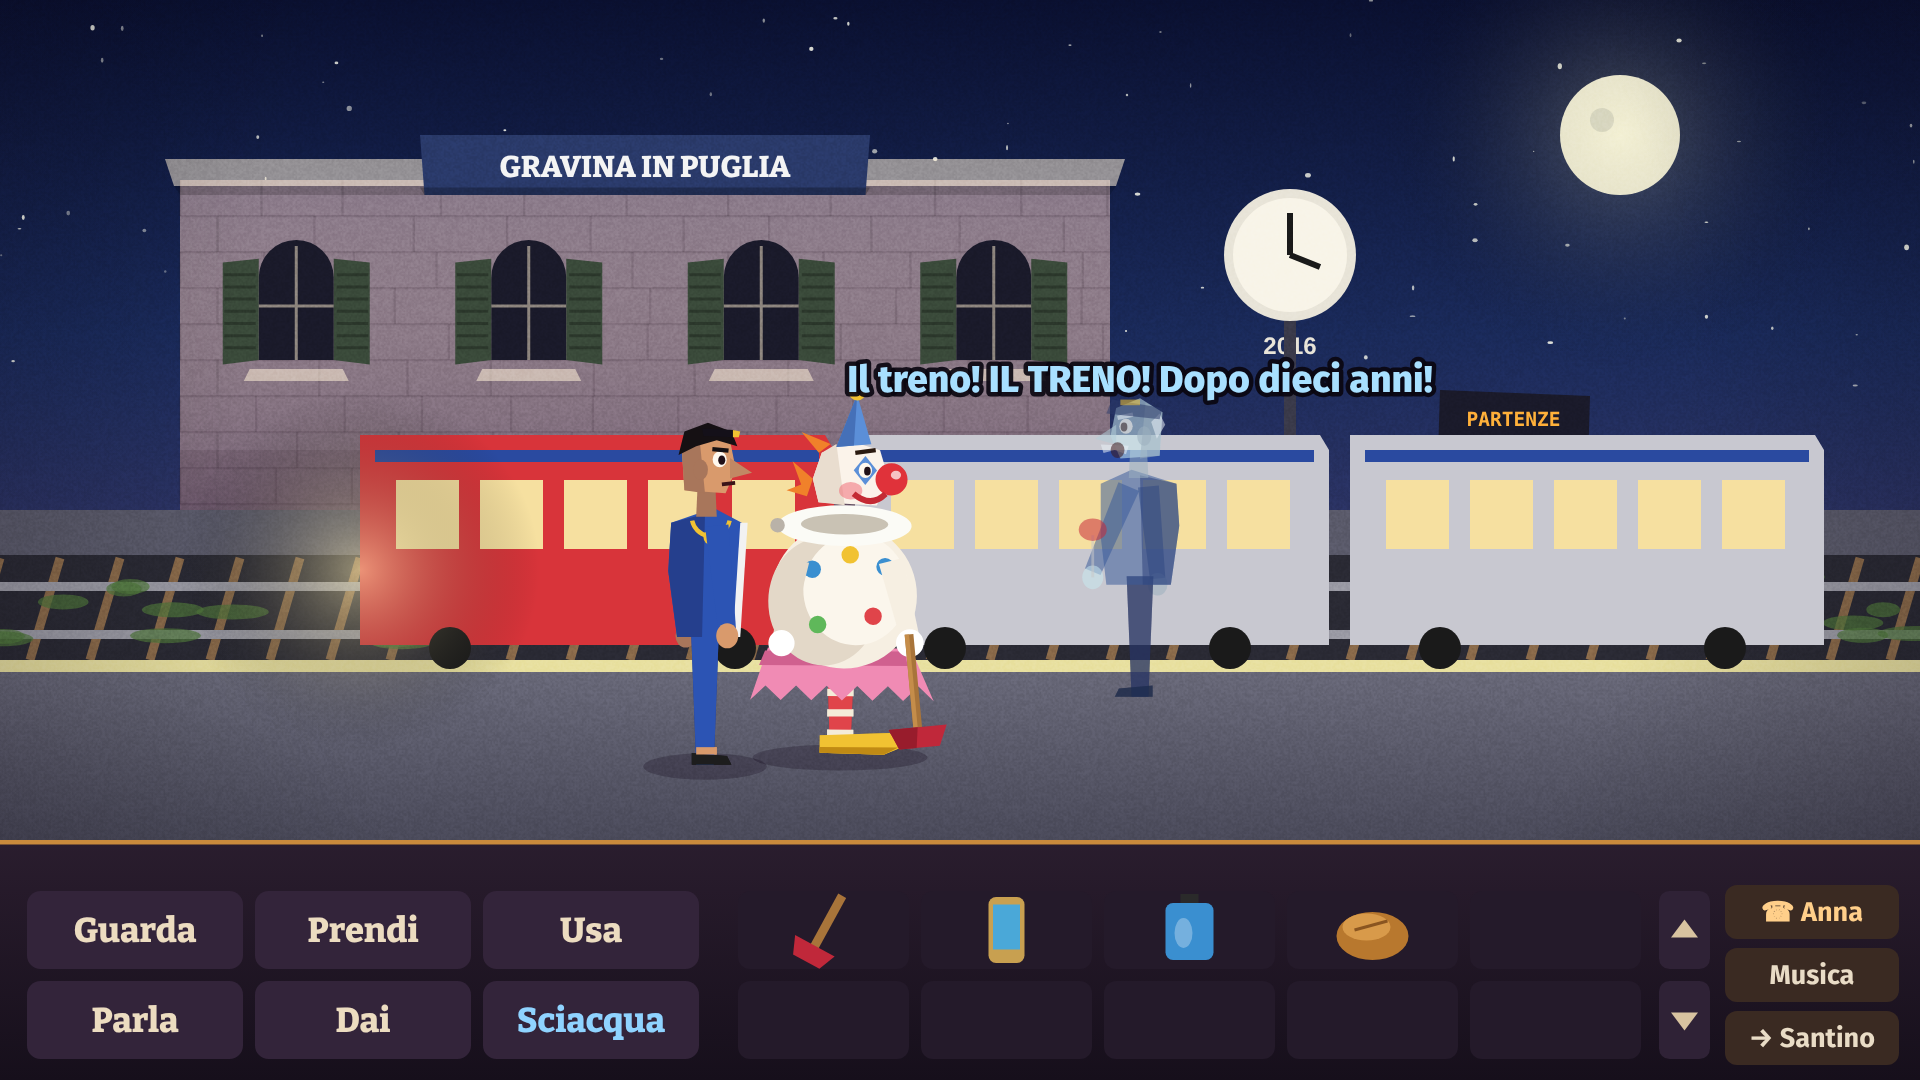 GRAVINA IN PUGLIA
2016
Il treno! IL TRENO! Dopo dieci anni!
PARTENZE
Guarda
Prendi
Usa
Parla
Dai
Sciacqua
☎ Anna
Musica
→ Santino